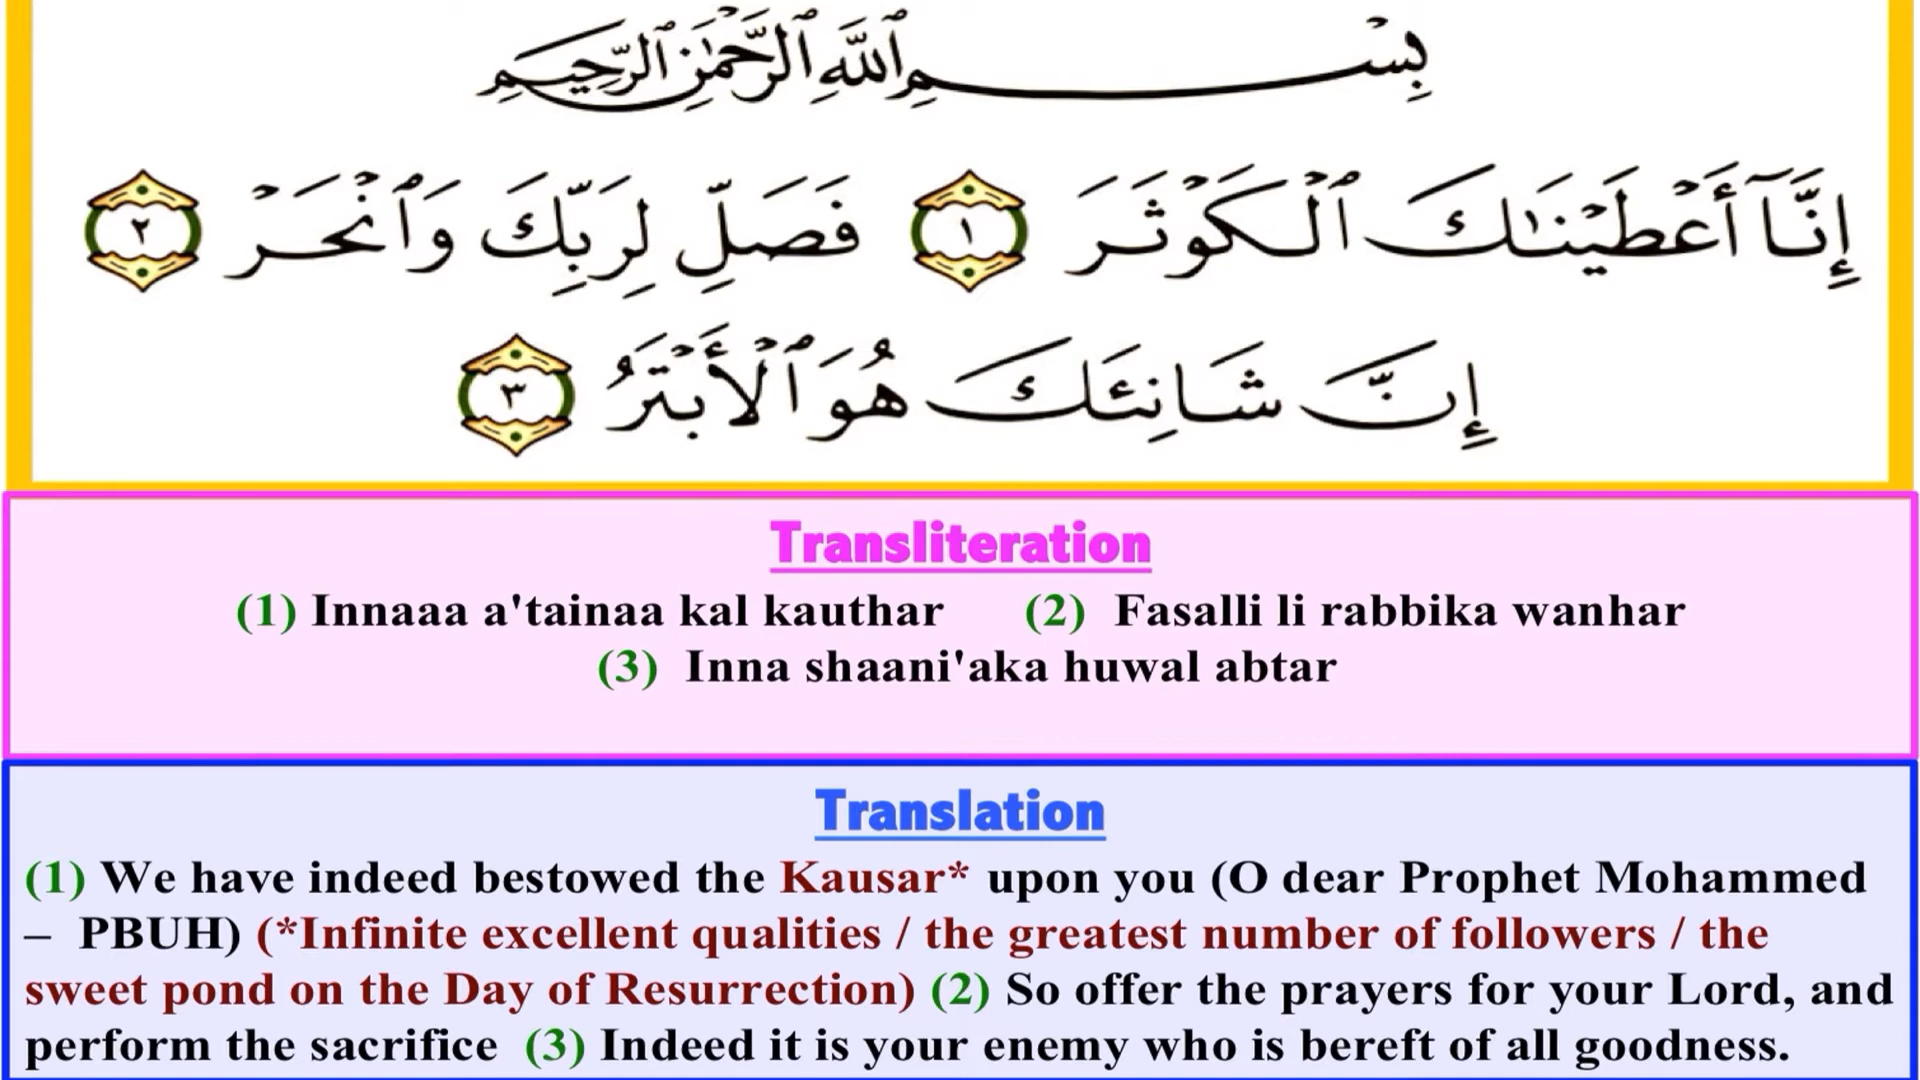 بِسْمِ ٱللَّهِ ٱلرَّحْمَٰنِ ٱلرَّحِيمِ
إِنَّآ أَعْطَيْنَٰكَ ٱلْكَوْثَرَ ١ فَصَلِّ لِرَبِّكَ وَٱنْحَرْ ٢
إِنَّ شَانِئَكَ هُوَ ٱلْأَبْتَرُ ٣
Transliteration
(1) Innaaa a'tainaa kal kauthar (2) Fasalli li rabbika wanhar
(3) Inna shaani'aka huwal abtar
Translation
(1) We have indeed bestowed the Kausar* upon you (O dear Prophet Mohammed
– PBUH) (*Infinite excellent qualities / the greatest number of followers / the
sweet pond on the Day of Resurrection) (2) So offer the prayers for your Lord, and
perform the sacrifice (3) Indeed it is your enemy who is bereft of all goodness.